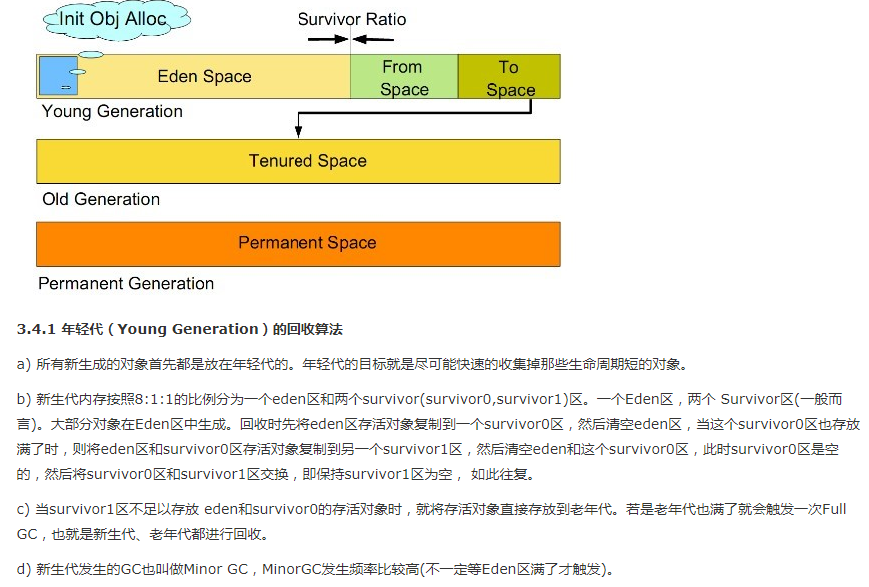 Init Obj Alloc
Survivor Ratio
Eden Space
From
Space
To
Space
Young Generation
Tenured Space
Old Generation
Permanent Space
Permanent Generation
3.4.1 年轻代（Young Generation）的回收算法
a) 所有新生成的对象首先都是放在年轻代的。年轻代的目标就是尽可能快速的收集掉那些生命周期短的对象。
b) 新生代内存按照8:1:1的比例分为一个eden区和两个survivor(survivor0,survivor1)区。一个Eden区，两个 Survivor区(一般而
言)。大部分对象在Eden区中生成。回收时先将eden区存活对象复制到一个survivor0区，然后清空eden区，当这个survivor0区也存放
满了时，则将eden区和survivor0区存活对象复制到另一个survivor1区，然后清空eden和这个survivor0区，此时survivor0区是空
的，然后将survivor0区和survivor1区交换，即保持survivor1区为空， 如此往复。
c) 当survivor1区不足以存放 eden和survivor0的存活对象时，就将存活对象直接存放到老年代。若是老年代也满了就会触发一次Full
GC，也就是新生代、老年代都进行回收。
d) 新生代发生的GC也叫做Minor GC，MinorGC发生频率比较高(不一定等Eden区满了才触发)。